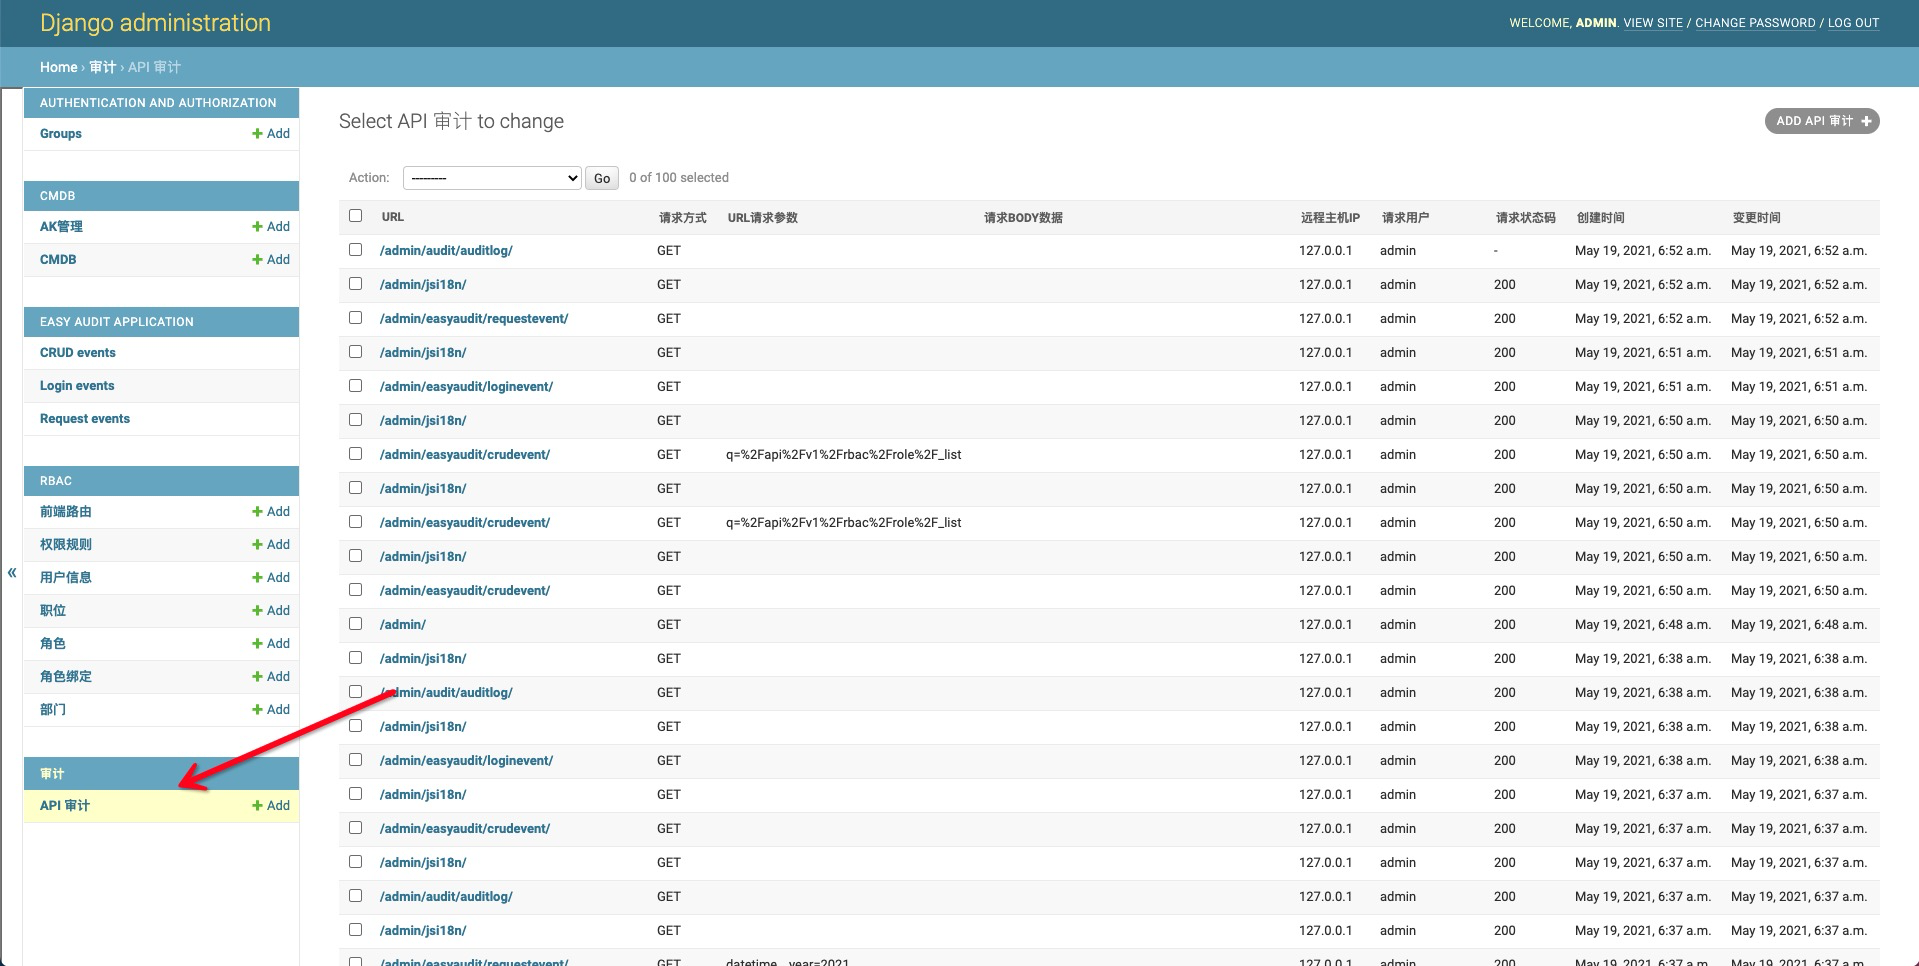 Django administration
WELCOME, ADMIN. VIEW SITE / CHANGE PASSWORD / LOG OUT
Home › 审计 › API 审计
AUTHENTICATION AND AUTHORIZATION
Groups + Add
CMDB
AK管理 + Add
CMDB + Add
EASY AUDIT APPLICATION
CRUD events
Login events
Request events
RBAC
前端路由 + Add
权限规则 + Add
用户信息 + Add
职位 + Add
角色 + Add
角色绑定 + Add
部门 + Add
审计
API 审计 + Add
«
Select API 审计 to change
ADD API 审计 +
Action: --------- Go 0 of 100 selected
URL 请求方式 URL请求参数 请求BODY数据 远程主机IP 请求用户 请求状态码 创建时间 变更时间
/admin/audit/auditlog/ GET 127.0.0.1 admin - May 19, 2021, 6:52 a.m. May 19, 2021, 6:52 a.m.
/admin/jsi18n/ GET 127.0.0.1 admin 200 May 19, 2021, 6:52 a.m. May 19, 2021, 6:52 a.m.
/admin/easyaudit/requestevent/ GET 127.0.0.1 admin 200 May 19, 2021, 6:52 a.m. May 19, 2021, 6:52 a.m.
/admin/jsi18n/ GET 127.0.0.1 admin 200 May 19, 2021, 6:51 a.m. May 19, 2021, 6:51 a.m.
/admin/easyaudit/loginevent/ GET 127.0.0.1 admin 200 May 19, 2021, 6:51 a.m. May 19, 2021, 6:51 a.m.
/admin/jsi18n/ GET 127.0.0.1 admin 200 May 19, 2021, 6:50 a.m. May 19, 2021, 6:50 a.m.
/admin/easyaudit/crudevent/ GET q=%2Fapi%2Fv1%2Frbac%2Frole%2F_list 127.0.0.1 admin 200 May 19, 2021, 6:50 a.m. May 19, 2021, 6:50 a.m.
/admin/jsi18n/ GET 127.0.0.1 admin 200 May 19, 2021, 6:50 a.m. May 19, 2021, 6:50 a.m.
/admin/easyaudit/crudevent/ GET q=%2Fapi%2Fv1%2Frbac%2Frole%2F_list 127.0.0.1 admin 200 May 19, 2021, 6:50 a.m. May 19, 2021, 6:50 a.m.
/admin/jsi18n/ GET 127.0.0.1 admin 200 May 19, 2021, 6:50 a.m. May 19, 2021, 6:50 a.m.
/admin/easyaudit/crudevent/ GET 127.0.0.1 admin 200 May 19, 2021, 6:50 a.m. May 19, 2021, 6:50 a.m.
/admin/ GET 127.0.0.1 admin 200 May 19, 2021, 6:48 a.m. May 19, 2021, 6:48 a.m.
/admin/jsi18n/ GET 127.0.0.1 admin 200 May 19, 2021, 6:38 a.m. May 19, 2021, 6:38 a.m.
/admin/audit/auditlog/ GET 127.0.0.1 admin 200 May 19, 2021, 6:38 a.m. May 19, 2021, 6:38 a.m.
/admin/jsi18n/ GET 127.0.0.1 admin 200 May 19, 2021, 6:38 a.m. May 19, 2021, 6:38 a.m.
/admin/easyaudit/loginevent/ GET 127.0.0.1 admin 200 May 19, 2021, 6:38 a.m. May 19, 2021, 6:38 a.m.
/admin/jsi18n/ GET 127.0.0.1 admin 200 May 19, 2021, 6:37 a.m. May 19, 2021, 6:37 a.m.
/admin/easyaudit/crudevent/ GET 127.0.0.1 admin 200 May 19, 2021, 6:37 a.m. May 19, 2021, 6:37 a.m.
/admin/jsi18n/ GET 127.0.0.1 admin 200 May 19, 2021, 6:37 a.m. May 19, 2021, 6:37 a.m.
/admin/audit/auditlog/ GET 127.0.0.1 admin 200 May 19, 2021, 6:37 a.m. May 19, 2021, 6:37 a.m.
/admin/jsi18n/ GET 127.0.0.1 admin 200 May 19, 2021, 6:37 a.m. May 19, 2021, 6:37 a.m.
/admin/easyaudit/requestevent/ GET datetime__year=2021 127.0.0.1 admin 200 May 19, 2021, 6:37 a.m. May 19, 2021, 6:37 a.m.